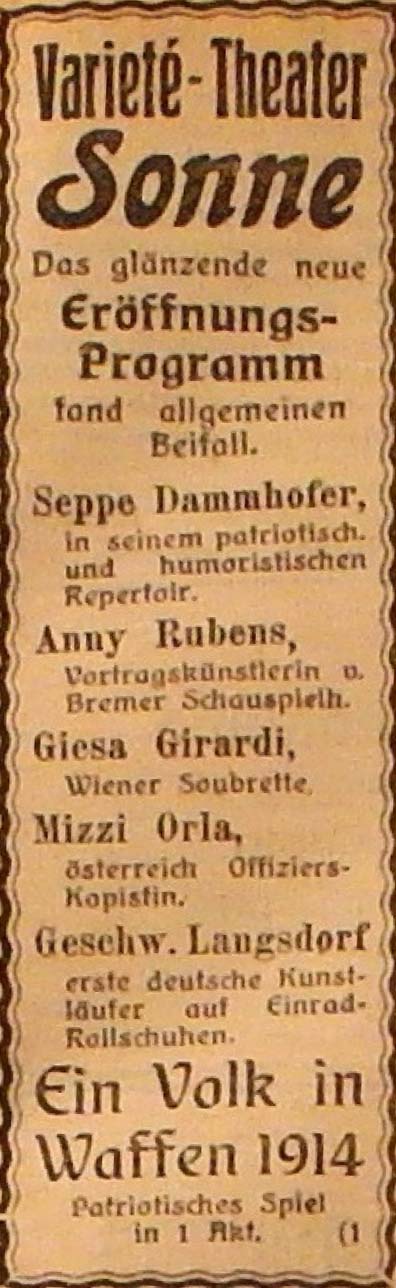 Varieté-Theater
Sonne
Das glänzende neue
Eröffnungs-
Programm
fand allgemeinen
Beifall.
Seppe Dammhofer,
in seinem patriotisch.
und humoristischen
Repertoir.
Anny Rubens,
Vortragskünstlerin v.
Bremer Schauspielh.
Giesa Girardi,
Wiener Soubrette,
Mizzi Orla,
österreich Offiziers-
Kopistin.
Geschw. Langsdorf
erste deutsche Kunst-
läufer auf Einrad-
Rollschuhen.
Ein Volk in
Waffen 1914
Patriotisches Spiel
in 1 Akt. (1